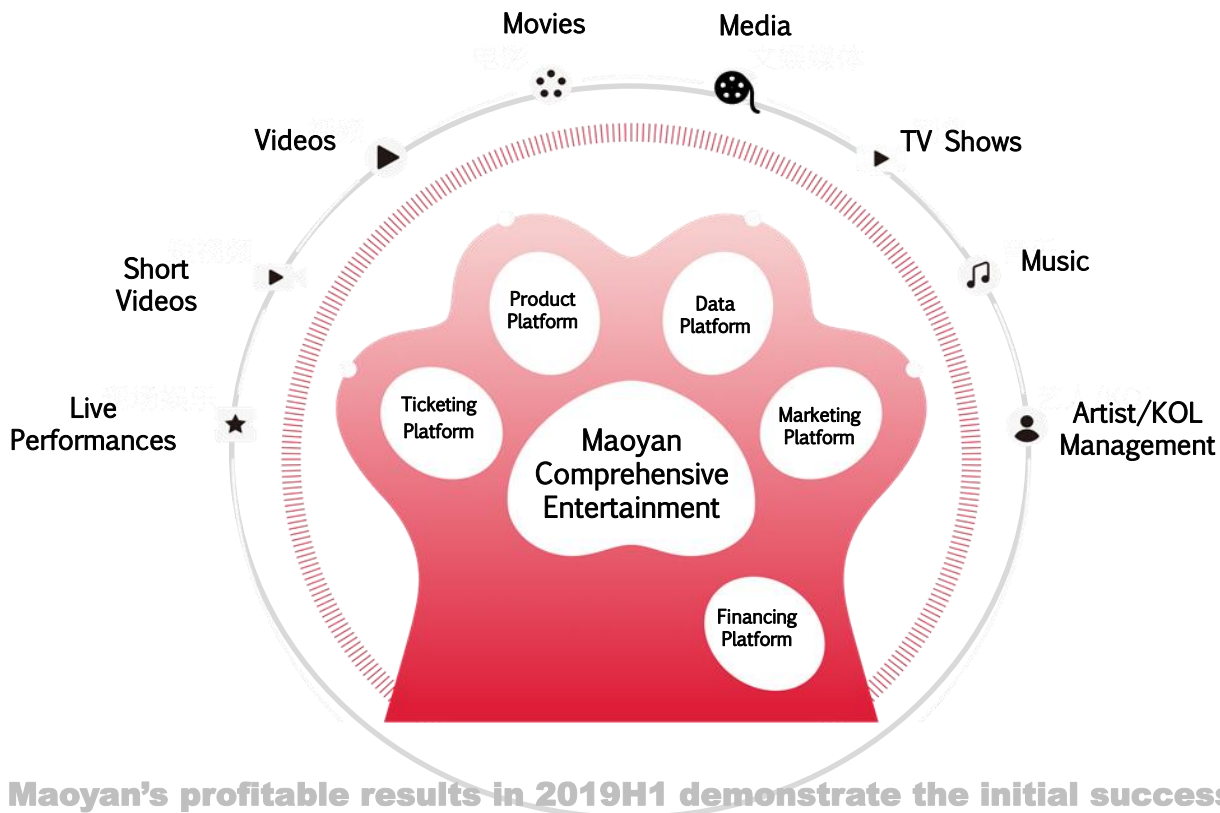 Movies
Media
Videos
TV Shows
Short
Videos
Music
Live
Performances
Artist/KOL
Management
Product
Platform
Data
Platform
Ticketing
Platform
Marketing
Platform
Maoyan
Comprehensive
Entertainment
Financing
Platform
Maoyan's profitable results in 2019H1 demonstrate the initial success